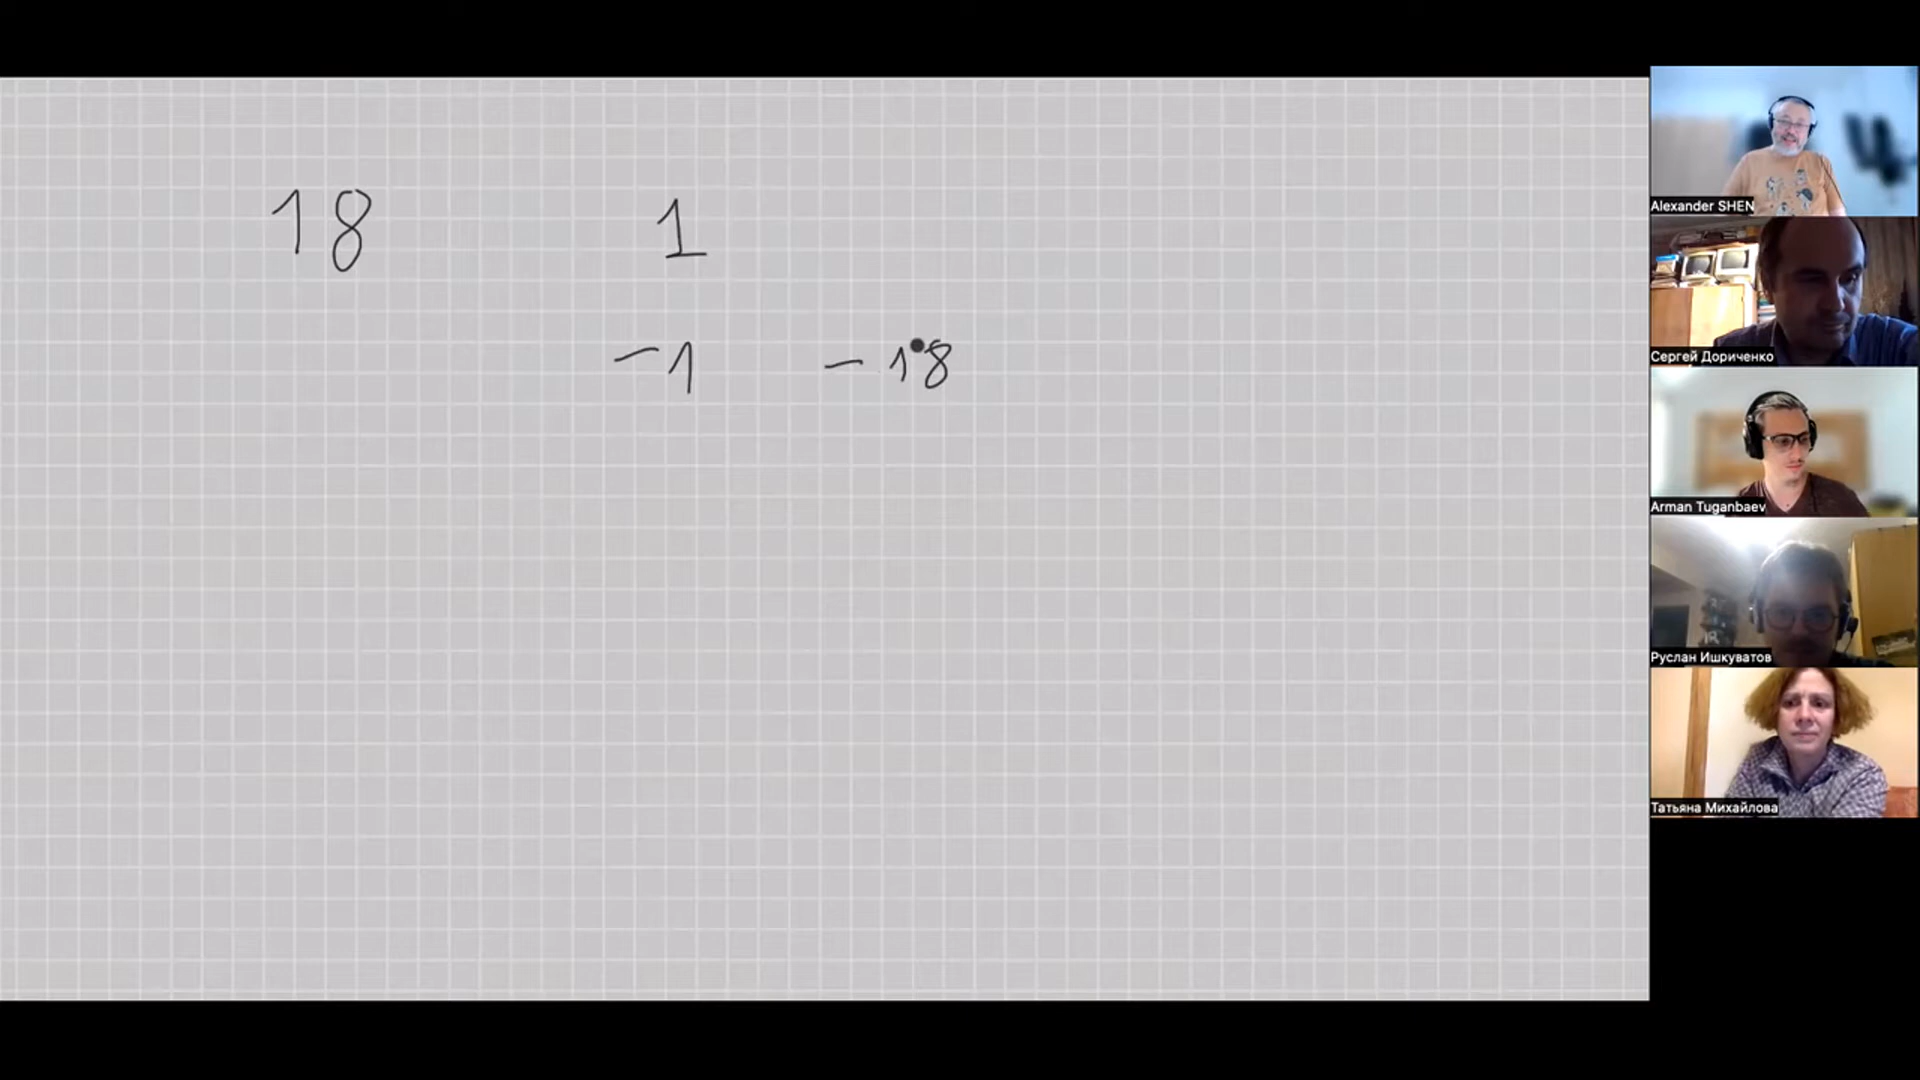 18 1
-1 -18
Alexander SHEN
Сергей Дориченко
Arman Tuganbaev
Руслан Ишкуватов
Татьяна Михайлова